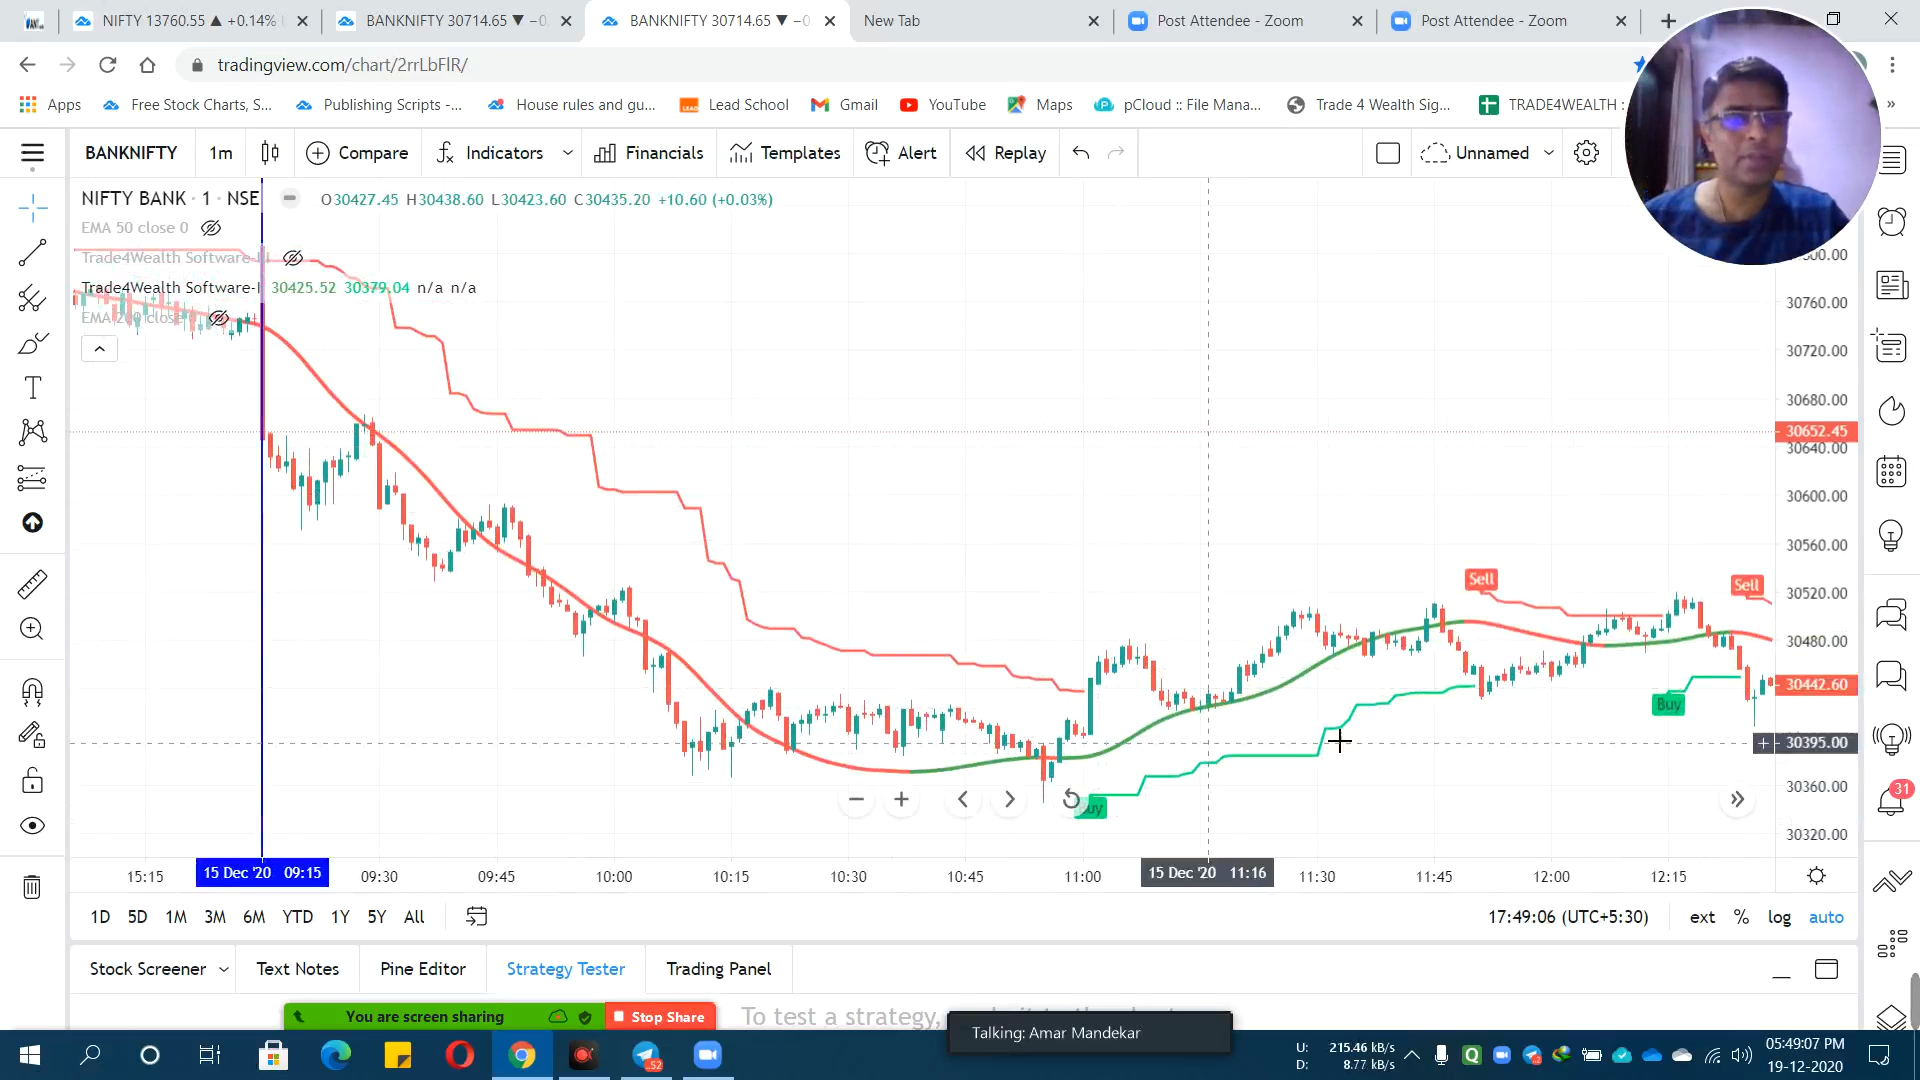 NIFTY 13760.55 ▲ +0.14%
BANKNIFTY 30714.65 ▼ −0
BANKNIFTY 30714.65 ▼ −0
New Tab
Post Attendee - Zoom
Post Attendee - Zoom
tradingview.com/chart/2rrLbFlR/
Apps
Free Stock Charts, S...
Publishing Scripts -...
House rules and gu...
Lead School
Gmail
YouTube
Maps
pCloud :: File Mana...
Trade 4 Wealth Sig...
TRADE4WEALTH :
BANKNIFTY
1m
Compare
Indicators
Financials
Templates
Alert
Replay
Unnamed
NIFTY BANK · 1 · NSE
O30427.45 H30438.60 L30423.60 C30435.20 +10.60 (+0.03%)
EMA 50 close 0
Trade4Wealth Software-
Trade4Wealth Software-I 30425.52 30379.04 n/a n/a
EMA 200 close 0
30760.00
30720.00
30680.00
30652.45
30640.00
30600.00
30560.00
30520.00
30480.00
30442.60
30395.00
30360.00
30320.00
Sell
Sell
Buy
15:15
15 Dec '20 09:15
09:30
09:45
10:00
10:15
10:30
10:45
11:00
15 Dec '20 11:16
11:30
11:45
12:00
12:15
1D 5D 1M 3M 6M YTD 1Y 5Y All
17:49:06 (UTC+5:30)
ext % log auto
31
Stock Screener
Text Notes
Pine Editor
Strategy Tester
Trading Panel
You are screen sharing
Stop Share
To test a strategy,
Talking: Amar Mandekar
52
U: 215.46 kB/s
D: 8.77 kB/s
05:49:07 PM
19-12-2020